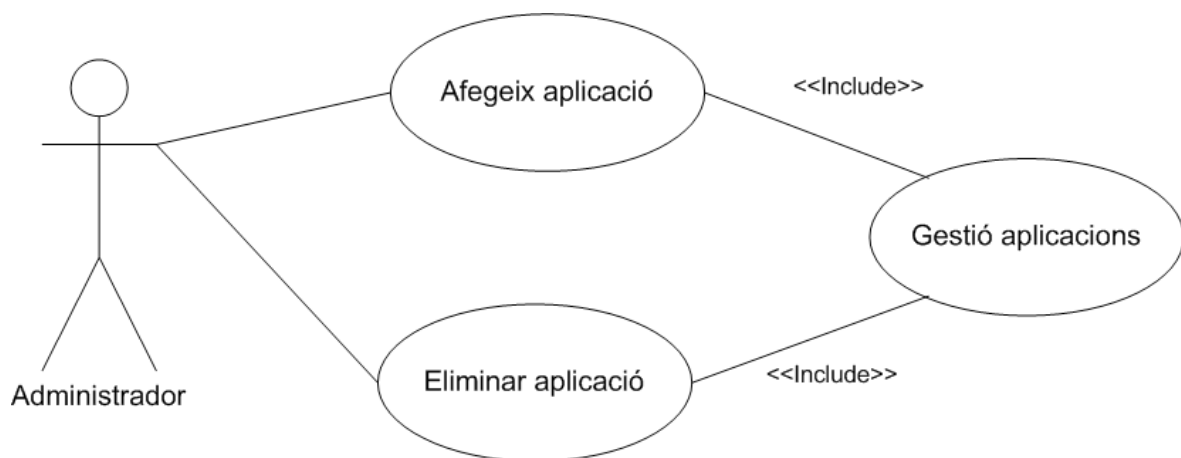 Afegeix aplicació
<<Include>>
Gestió aplicacions
Eliminar aplicació
<<Include>>
Administrador